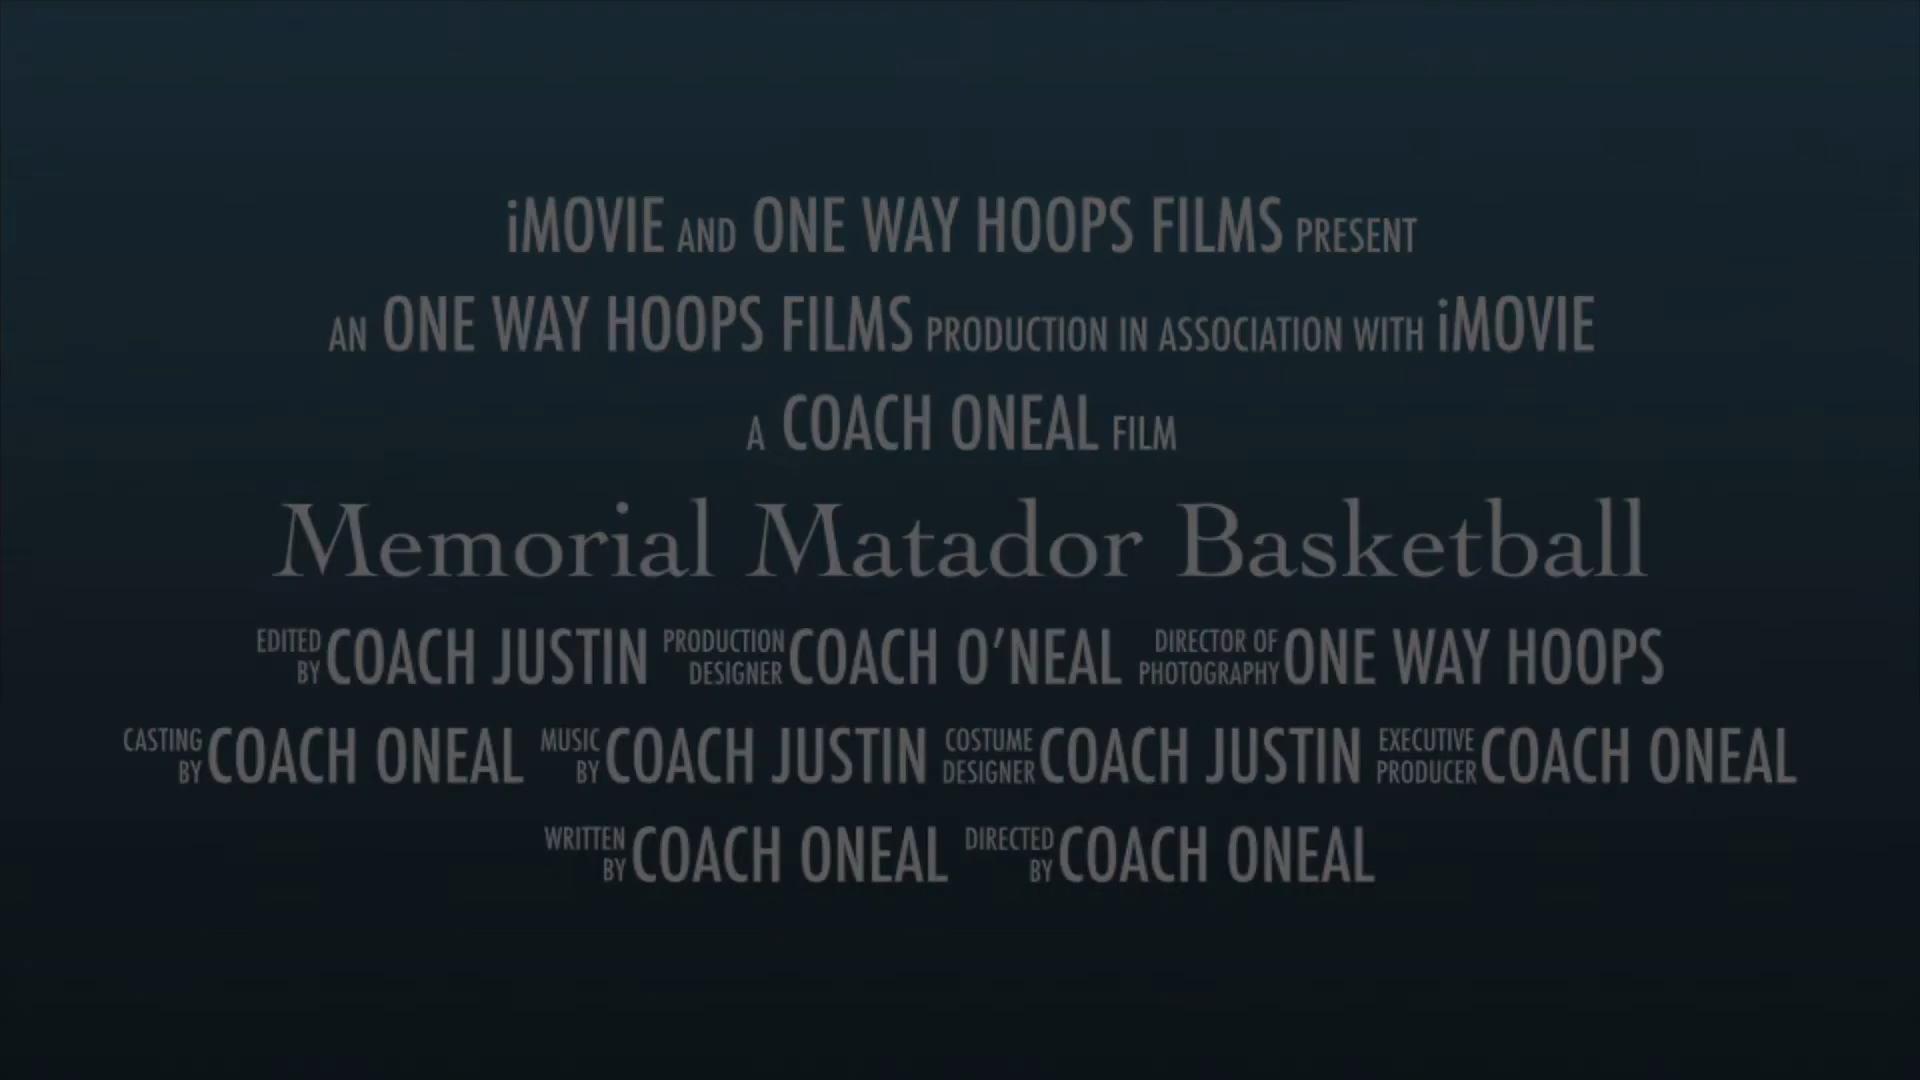 iMOVIE AND ONE WAY HOOPS FILMS PRESENT
AN ONE WAY HOOPS FILMS PRODUCTION IN ASSOCIATION WITH iMOVIE
A COACH ONEAL FILM
Memorial Matador Basketball
EDITED BY COACH JUSTIN PRODUCTION DESIGNER COACH O'NEAL DIRECTOR OF PHOTOGRAPHY ONE WAY HOOPS
CASTING BY COACH ONEAL MUSIC BY COACH JUSTIN COSTUME DESIGNER COACH JUSTIN EXECUTIVE PRODUCER COACH ONEAL
WRITTEN BY COACH ONEAL DIRECTED BY COACH ONEAL